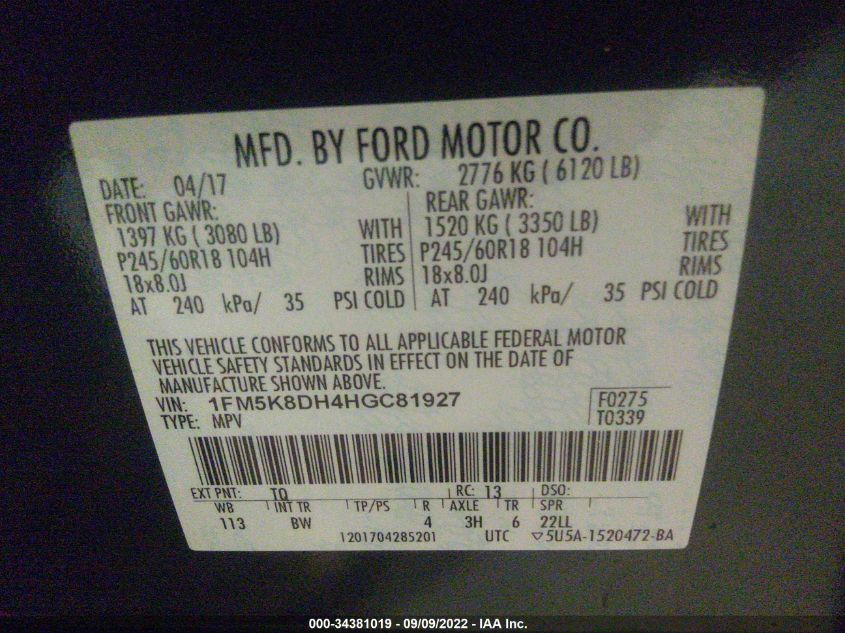 MFD. BY FORD MOTOR CO.
DATE: 04/17 GVWR: 2776 KG ( 6120 LB)
FRONT GAWR: REAR GAWR:
1397 KG ( 3080 LB) WITH 1520 KG ( 3350 LB) WITH
P245/60R18 104H TIRES P245/60R18 104H TIRES
18x8.0J RIMS 18x8.0J RIMS
AT 240 kPa/ 35 PSI COLD AT 240 kPa/ 35 PSI COLD
THIS VEHICLE CONFORMS TO ALL APPLICABLE FEDERAL MOTOR
VEHICLE SAFETY STANDARDS IN EFFECT ON THE DATE OF
MANUFACTURE SHOWN ABOVE.
VIN: 1FM5K8DH4HGC81927 F0275
TYPE: MPV T0339
EXT PNT: TQ RC: 13 DSO:
WB INT TR TP/PS R AXLE TR SPR
113 BW 4 3H 6 22LL
1201704285201 UTC ▽5U5A-1520472-BA
000-34381019 - 09/09/2022 - IAA Inc.